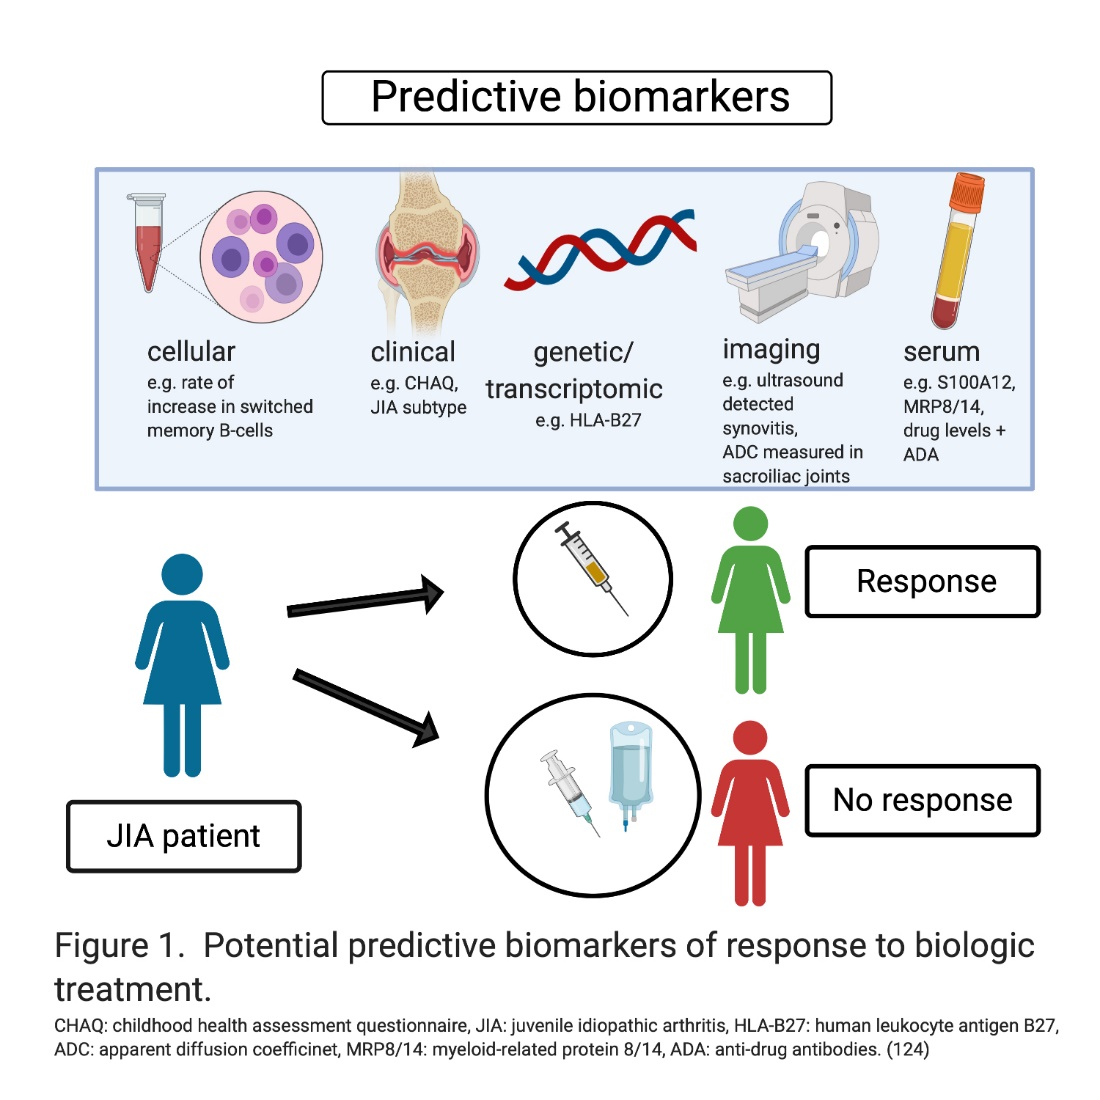 Predictive biomarkers
cellular
e.g. rate of
increase in switched
memory B-cells
clinical
e.g. CHAQ,
JIA subtype
genetic/
transcriptomic
e.g. HLA-B27
imaging
e.g. ultrasound
detected
synovitis,
ADC measured in
sacroiliac joints
serum
e.g. S100A12,
MRP8/14,
drug levels +
ADA
Response
No response
JIA patient
Figure 1.  Potential predictive biomarkers of response to biologic
treatment.
CHAQ: childhood health assessment questionnaire, JIA: juvenile idiopathic arthritis, HLA-B27: human leukocyte antigen B27,
ADC: apparent diffusion coefficinet, MRP8/14: myeloid-related protein 8/14, ADA: anti-drug antibodies. (124)